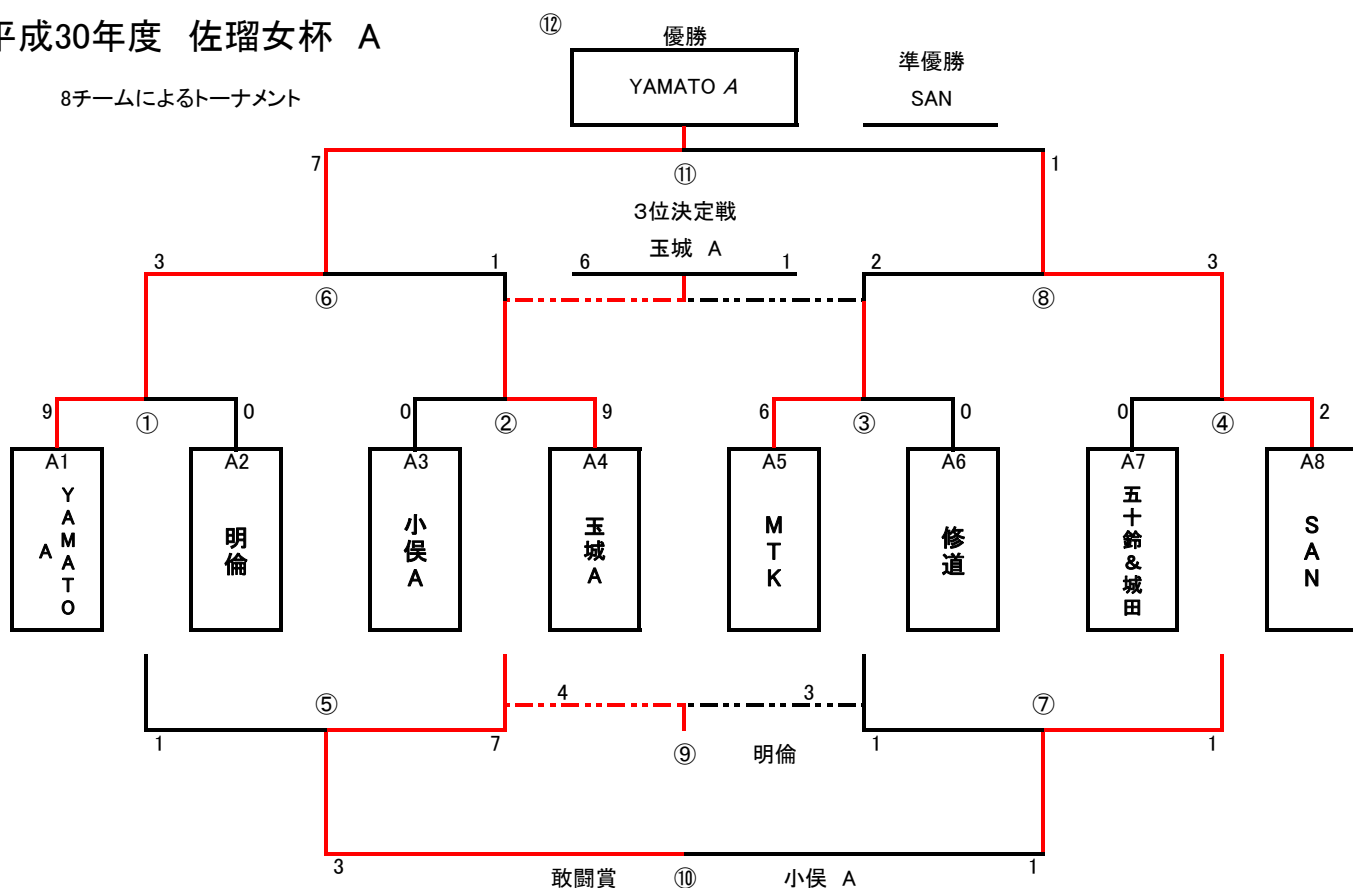 平成30年度 佐瑠女杯 A
⑫
優勝
準優勝
8チームによるトーナメント
YAMATO A
SAN
7
⑪
1
3位決定戦
玉城 A
3
1
6
1
2
3
⑥
⑧
9
①
0
0
②
9
6
③
0
0
④
2
A1
A2
A3
A4
A5
A6
A7
A8
YAMATO
A
明倫
小俣A
玉城A
MTK
修道
五十鈴&城田
SAN
⑤
4
3
⑦
1
7
⑨
明倫
1
1
3
敢闘賞
⑩
小俣 A
1